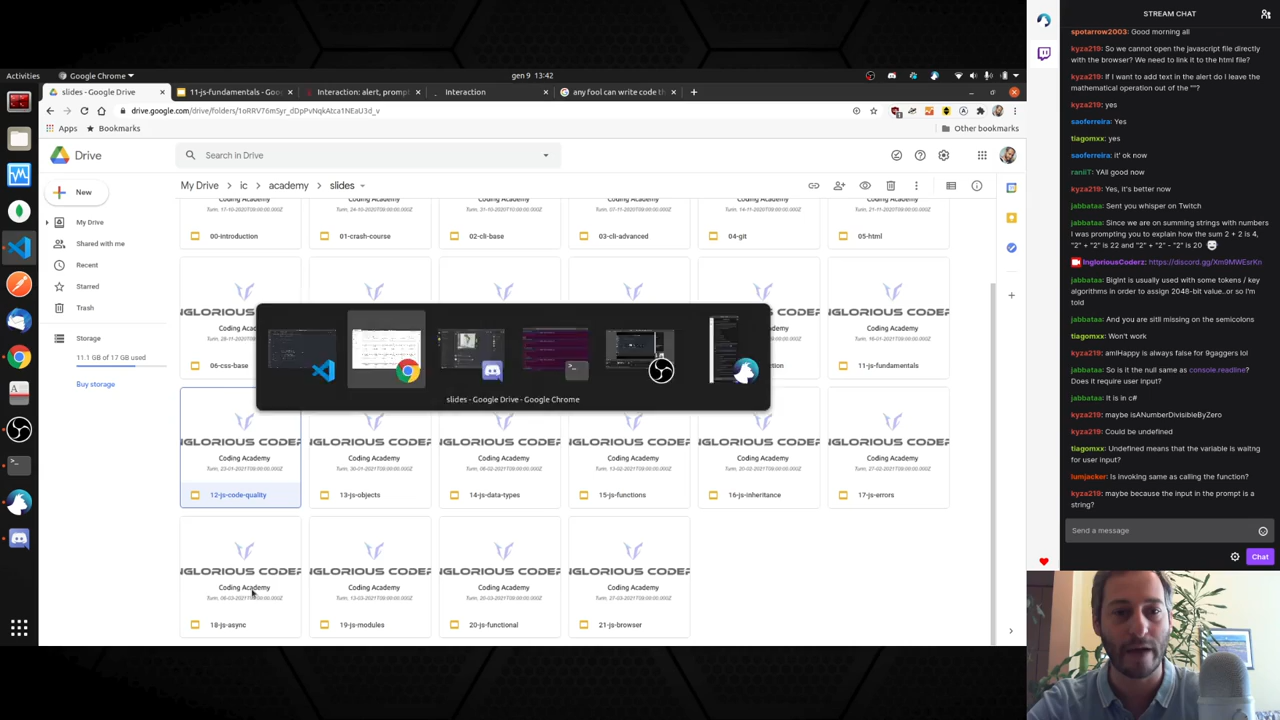 Activities
Google Chrome
gen 9 13:42
slides - Google Drive
11-js-fundamentals - Goo
Interaction: alert, prompt
Interaction
any fool can write code th
drive.google.com/drive/folders/
Apps
Bookmarks
Other bookmarks
Drive
Search in Drive
New
My Drive
Shared with me
Recent
Starred
Trash
Storage
11.1 GB of 17 GB used
Buy storage
My Drive
ic
academy
slides
00-introduction
01-crash-course
02-cli-base
03-cli-advanced
04-git
05-html
06-css-base
11-js-fundamentals
slides - Google Drive - Google Chrome
NGLORIOUS CODER
Coding Academy
12-js-code-quality
13-js-objects
14-js-data-types
15-js-functions
16-js-inheritance
17-js-errors
18-js-async
19-js-modules
20-js-functional
21-js-browser
STREAM CHAT
spotarrow2003: Good morning all
kyza219: So we cannot open the javascript file directly
with the browser? We need to link it to the html file?
kyza219: If I want to add text in the alert do I leave the
mathematical operation out of the ""?
kyza219: yes
saoferreira: Yes
tiagomxx: yes
saoferreira: it' ok now
raniIT: YAll good now
kyza219: Yes, it's better now
jabbataa: Sent you whisper on Twitch
jabbataa: Since we are on summing strings with numbers
I was prompting you to explain how the sum 2 + 2 is 4,
"2" + "2" is 22 and "2" + "2" - "2" is 20
IngloriousCoderz: https://discord.gg/Xm9MWEsrKn
jabbataa: BigInt is usually used with some tokens / key
algorithms in order to assign 2048-bit value..or so I'm
told
jabbataa: And you are sitll missing on the semicolons
tiagomxx: Won't work
kyza219: amIHappy is always false for 9gaggers lol
jabbataa: So is it the null same as console.readline?
Does it require user input?
jabbataa: It is in c#
kyza219: maybe isANumberDivisibleByZero
kyza219: Could be undefined
tiagomxx: Undefined means that the variable is waitng
for user input?
lumjacker: Is invoking same as calling the function?
kyza219: maybe because the input in the prompt is a
string?
Send a message
Chat